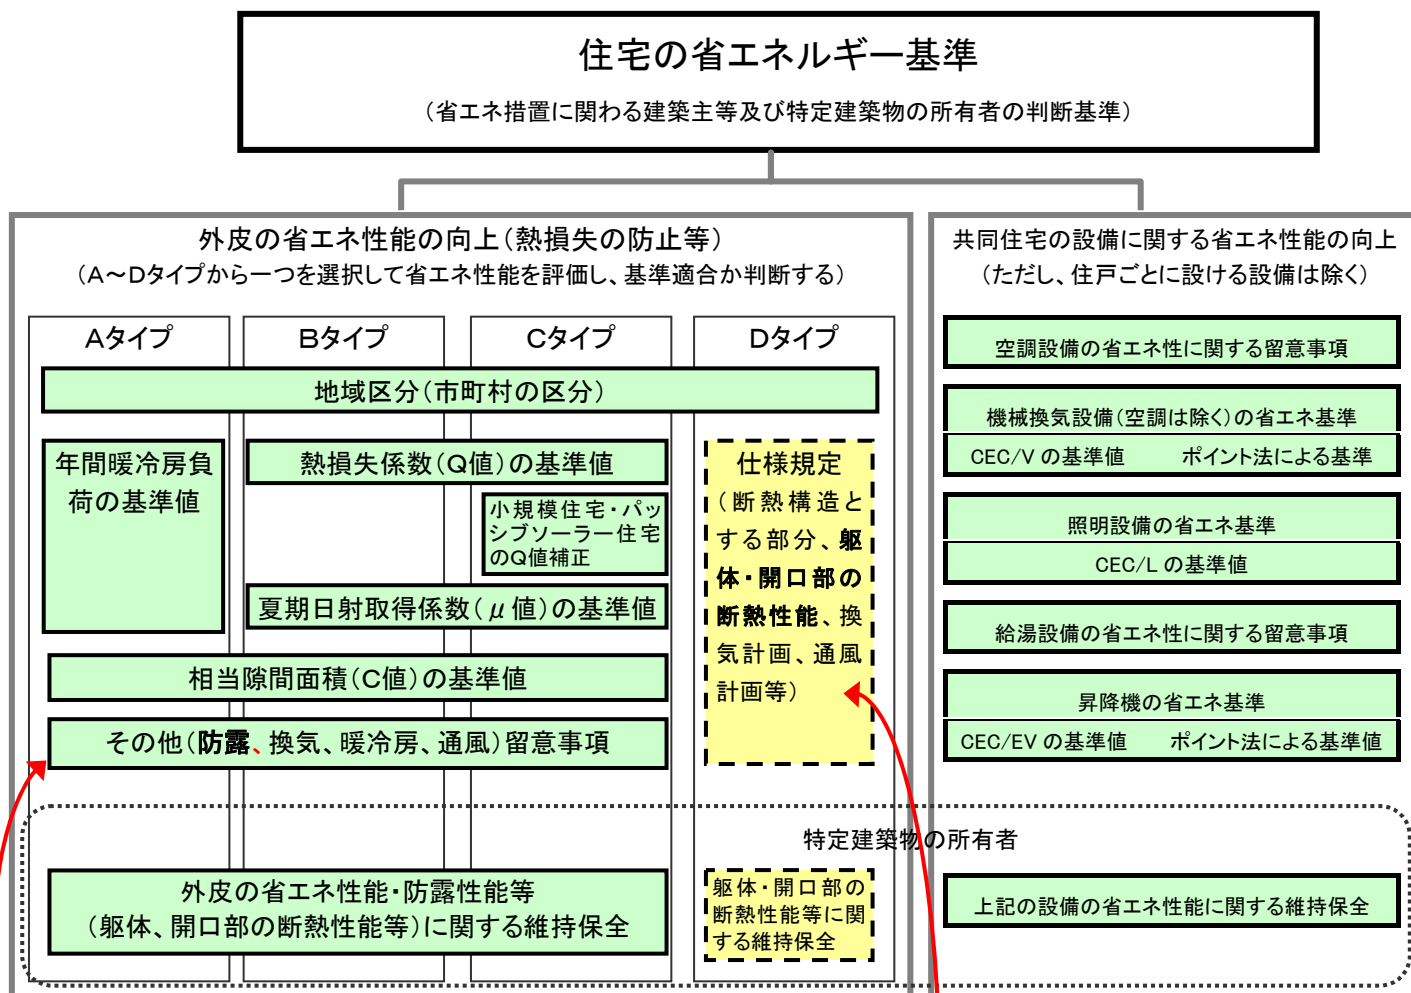 住宅の省エネルギー基準
（省エネ措置に関わる建築主等及び特定建築物の所有者の判断基準）
外皮の省エネ性能の向上（熱損失の防止等）
（A～Dタイプから一つを選択して省エネ性能を評価し、基準適合か判断する）
Aタイプ
Bタイプ
Cタイプ
Dタイプ
地域区分（市町村の区分）
年間暖冷房負
荷の基準値
熱損失係数（Q値）の基準値
小規模住宅・パッ
シブソーラー住宅
のQ値補正
夏期日射取得係数（μ値）の基準値
相当隙間面積（C値）の基準値
その他（防露、換気、暖冷房、通風）留意事項
仕様規定
（断熱構造と
する部分、躯
体・開口部の
断熱性能、換
気計画、通風
計画等）
共同住宅の設備に関する省エネ性能の向上
（ただし、住戸ごとに設ける設備は除く）
空調設備の省エネ性に関する留意事項
機械換気設備（空調は除く）の省エネ基準
CEC/V の基準値　ポイント法による基準
照明設備の省エネ基準
CEC/L の基準値
給湯設備の省エネ性に関する留意事項
昇降機の省エネ基準
CEC/EV の基準値　ポイント法による基準値
特定建築物の所有者
外皮の省エネ性能・防露性能等
（躯体、開口部の断熱性能等）に関する維持保全
躯体・開口部の
断熱性能等に関
する維持保全
上記の設備の省エネ性能に関する維持保全